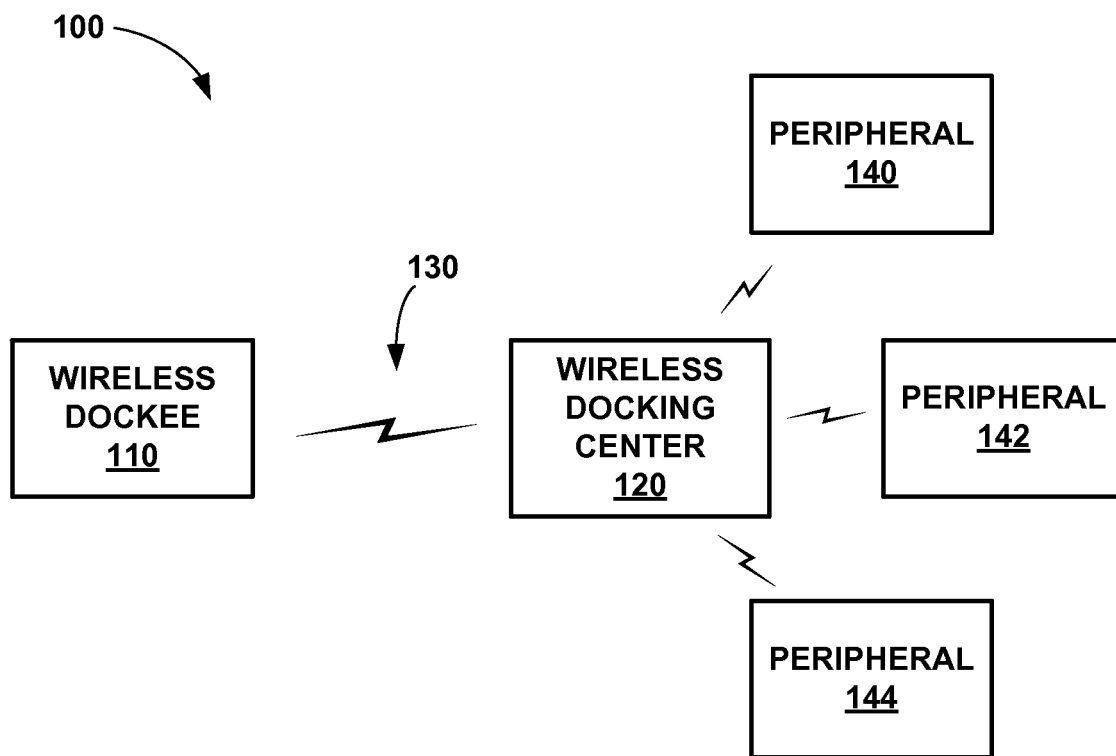 100
PERIPHERAL
140
130
WIRELESS
DOCKEE
110
WIRELESS
DOCKING
CENTER
120
PERIPHERAL
142
PERIPHERAL
144